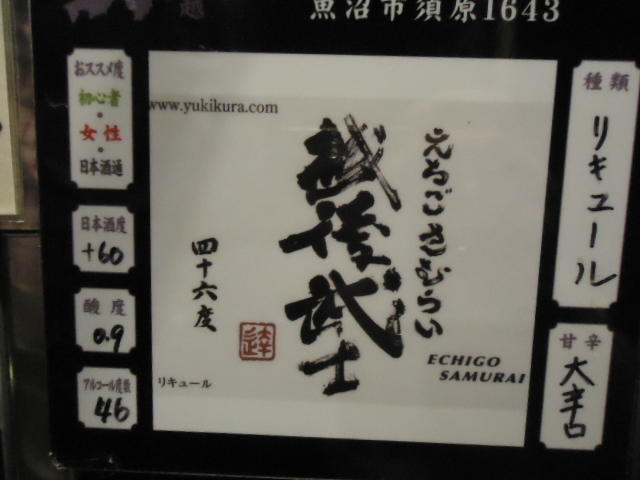 越
魚沼市須原1643
おススメ度
初心者
・
女性
・
日本酒通
日本酒度
+60
酸度
0.9
アルコール度数
46
www.yukikura.com
えちごさむらい
越後武士
四十六度
ECHIGO
SAMURAI
リキュール
種類
リキュール
甘辛
大辛口